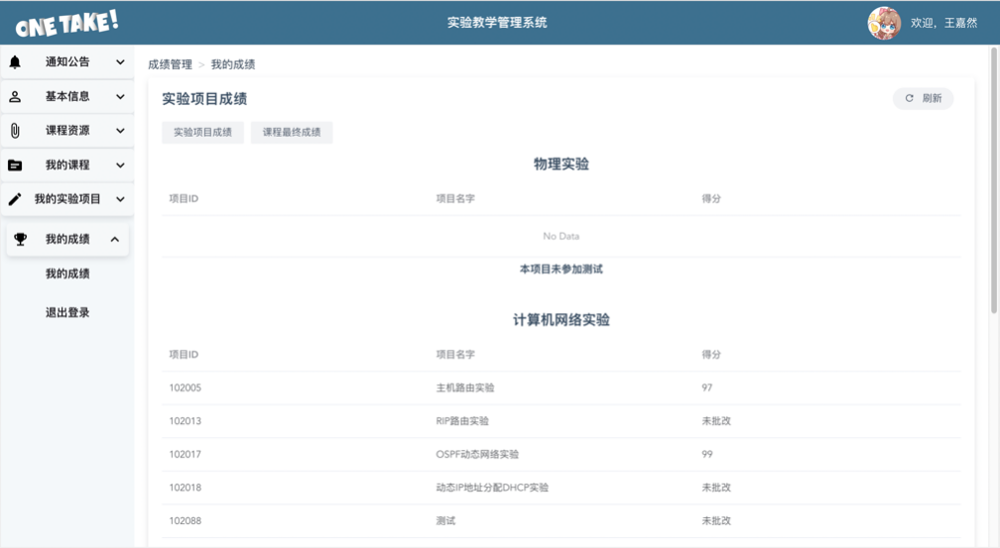 ONE TAKE!
实验教学管理系统
欢迎，王嘉然
通知公告
基本信息
课程资源
我的课程
我的实验项目
我的成绩
我的成绩
退出登录
成绩管理 > 我的成绩
实验项目成绩
刷新
实验项目成绩 课程最终成绩
物理实验
项目ID 项目名字 得分
No Data
本项目未参加测试
计算机网络实验
项目ID 项目名字 得分
102005 主机路由实验 97
102013 RIP路由实验 未批改
102017 OSPF动态网络实验 99
102018 动态IP地址分配DHCP实验 未批改
102088 测试 未批改